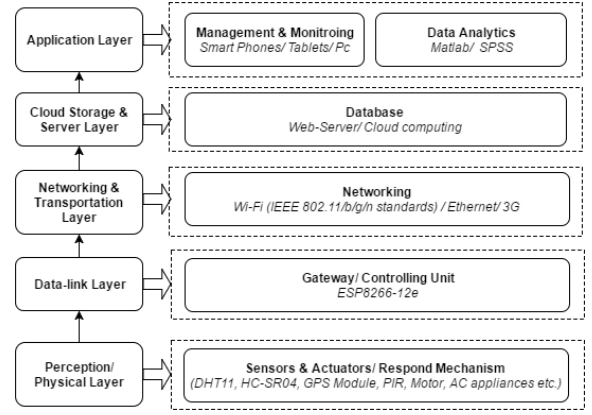 Application Layer
Management & Monitroing
Smart Phones/ Tablets/ Pc
Data Analytics
Matlab/ SPSS
Cloud Storage &
Server Layer
Database
Web-Server/ Cloud computing
Networking &
Transportation
Layer
Networking
Wi-Fi (IEEE 802.11/b/g/n standards) / Ethernet/ 3G
Data-link Layer
Gateway/ Controlling Unit
ESP8266-12e
Perception/
Physical Layer
Sensors & Actuators/ Respond Mechanism
(DHT11, HC-SR04, GPS Module, PIR, Motor, AC appliances etc.)